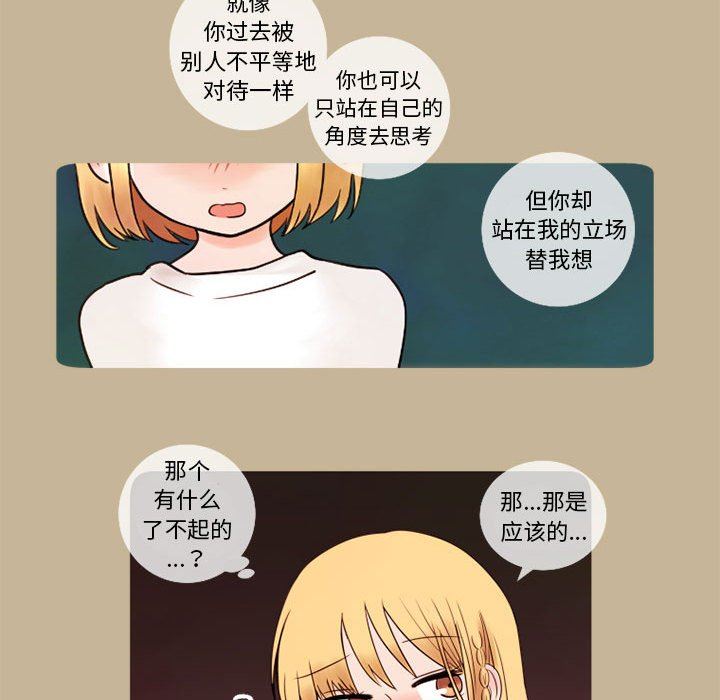 就像
你过去被
别人不平等地
对待一样
你也可以
只站在自己的
角度去思考
但你却
站在我的立场
替我想
那个
有什么
了不起的
...？
那...那是
应该的...